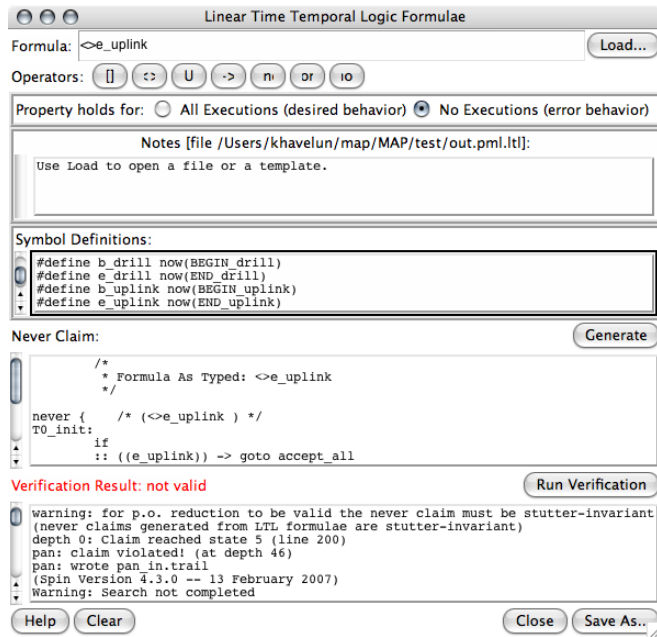 Linear Time Temporal Logic Formulae
Formula: <>e_uplink Load...
Operators: [] <> U -> or
Property holds for: All Executions (desired behavior) No Executions (error behavior)
Notes [file /Users/khavelun/map/MAP/test/out.pml.ltl]:
Use Load to open a file or a template.
Symbol Definitions:
#define b_drill now(BEGIN_drill)
#define e_drill now(END_drill)
#define b_uplink now(BEGIN_uplink)
#define e_uplink now(END_uplink)
Never Claim: Generate
/*
* Formula As Typed: <>e_uplink
*/
never { /* (<>e_uplink ) */
T0_init:
if
:: ((e_uplink)) -> goto accept_all
Verification Result: not valid Run Verification
warning: for p.o. reduction to be valid the never claim must be stutter-invariant
(never claims generated from LTL formulae are stutter-invariant)
depth 0: Claim reached state 5 (line 200)
pan: claim violated! (at depth 46)
pan: wrote pan_in.trail
(Spin Version 4.3.0 -- 13 February 2007)
Warning: Search not completed
Help Clear Close Save As..